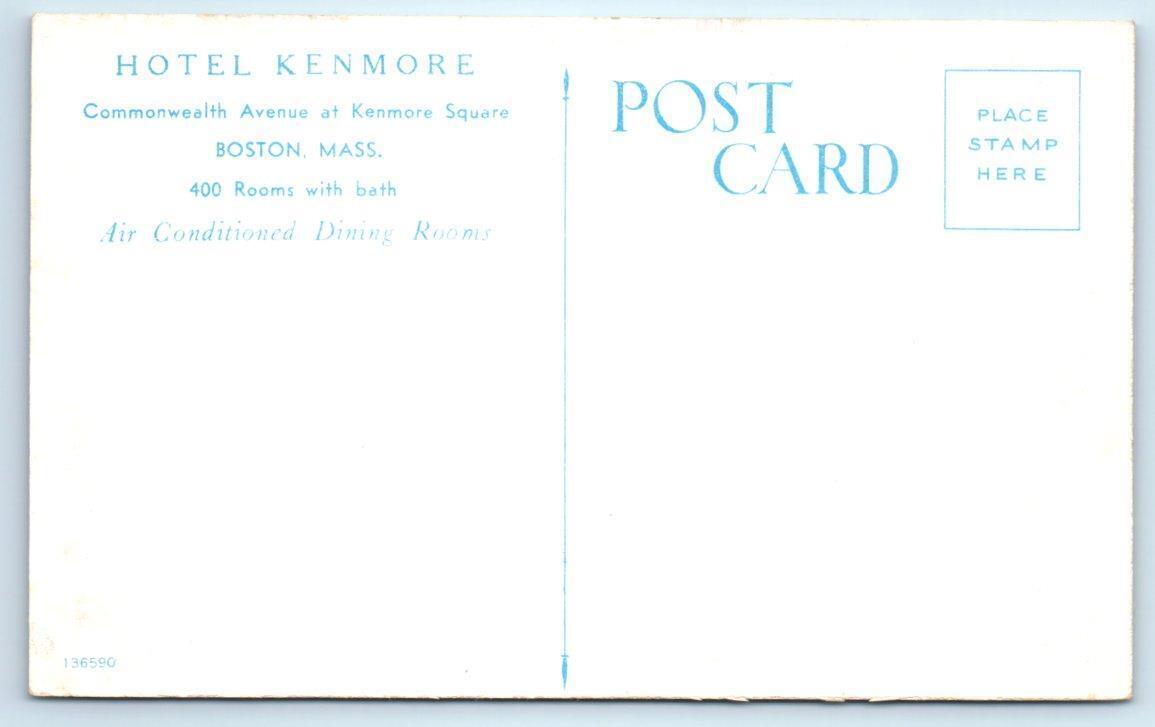 HOTEL KENMORE
Commonwealth Avenue at Kenmore Square
BOSTON, MASS.
400 Rooms with bath
Air Conditioned Dining Rooms
136590
POST
CARD
PLACE
STAMP
HERE